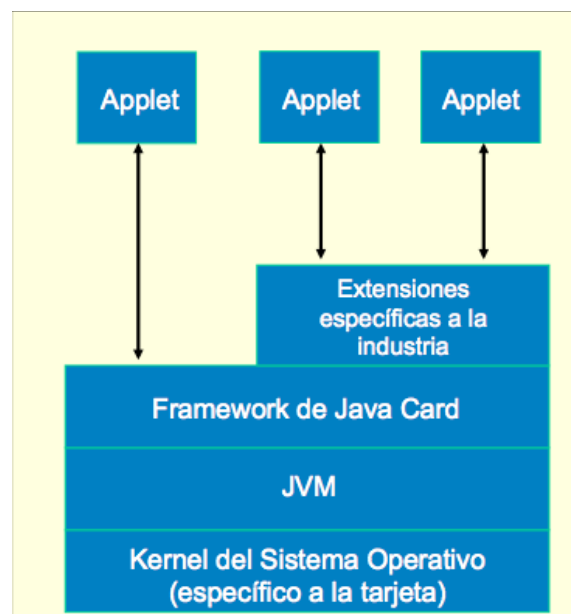 Applet
Applet
Applet
Extensiones
específicas a la
industria
Framework de Java Card
JVM
Kernel del Sistema Operativo
(específico a la tarjeta)